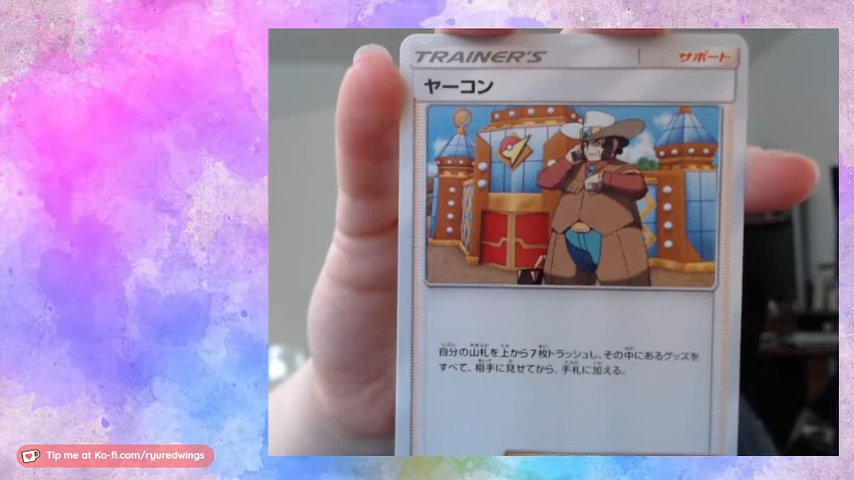 TRAINER'S サポート
ヤーコン
自分の山札を上から7枚トラッシュし、その中にあるグッズを
すべて、相手に見せてから、手札に加える。
Tip me at Ko-fi.com/ryuredwings